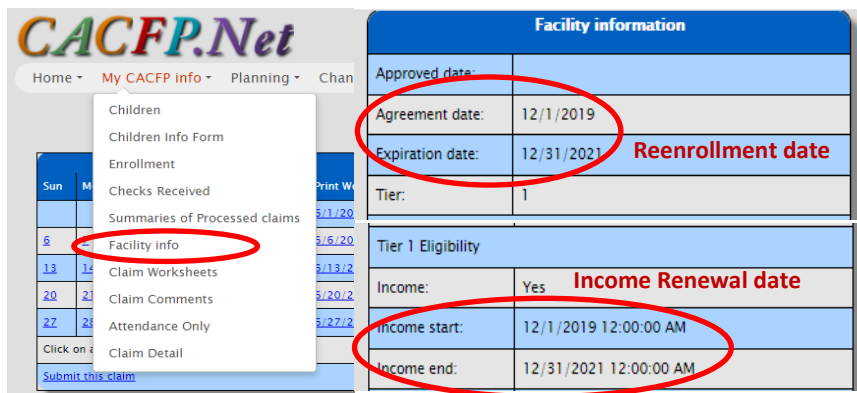 CACFP.Net
Home My CACFP info Planning Chan
Children
Children Info Form
Enrollment
Checks Received
Summaries of Processed claims
Facility info
Claim Worksheets
Claim Comments
Attendance Only
Claim Detail
Sun
6
13
20
27
Click on a
Submit this claim
Facility information
Approved date:
Agreement date: 12/1/2019
Expiration date: 12/31/2021 Reenrollment date
Tier: 1
Tier 1 Eligibility
Income: Yes Income Renewal date
Income start: 12/1/2019 12:00:00 AM
Income end: 12/31/2021 12:00:00 AM